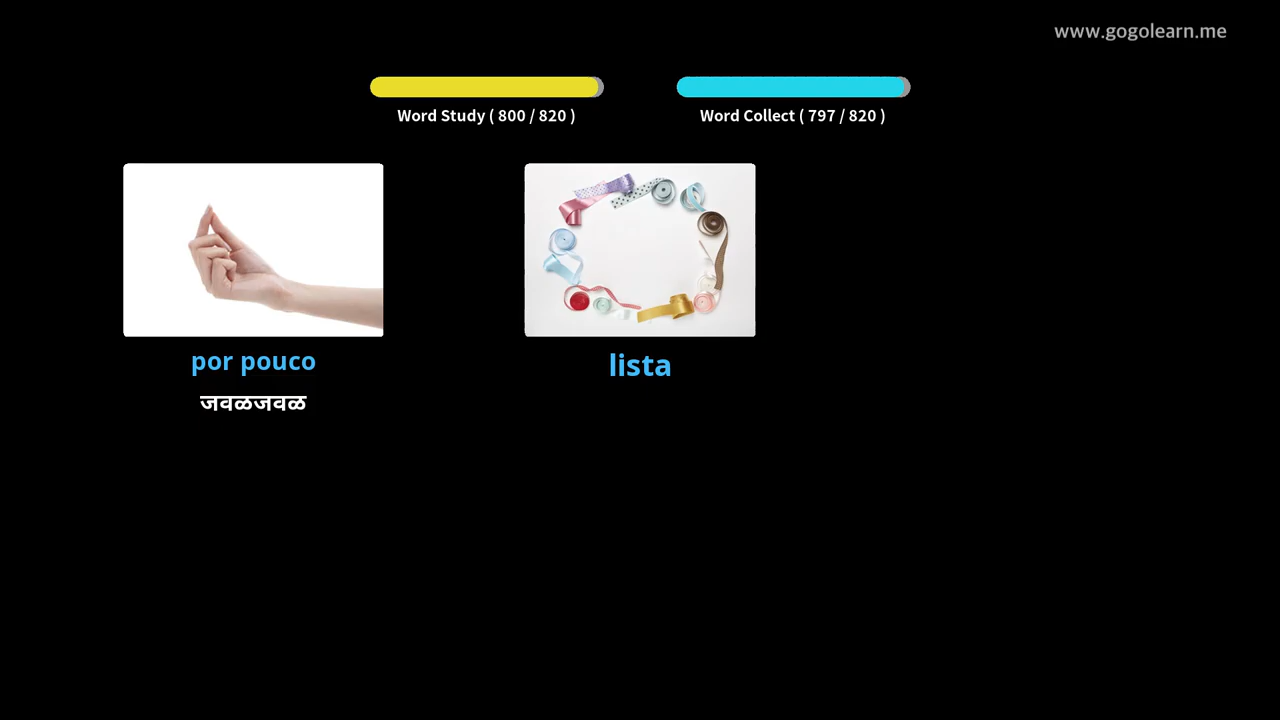 www.gogolearn.me
Word Study ( 800 / 820 )
Word Collect ( 797 / 820 )
por pouco
जवळजवळ
lista